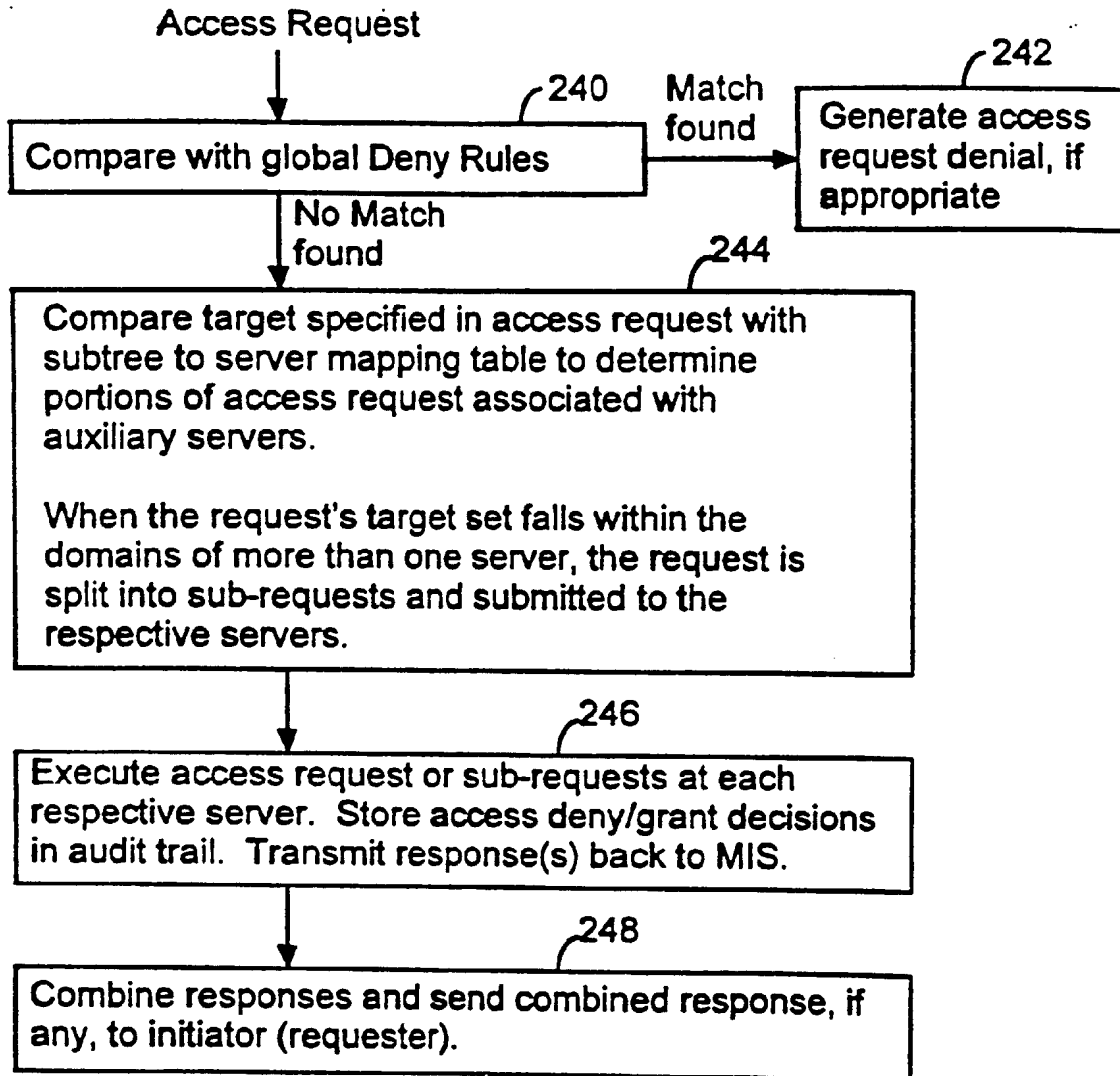 Access Request
240
Match
found
242
Generate access
request denial, if
appropriate
Compare with global Deny Rules
No Match
found
244
Compare target specified in access request with
subtree to server mapping table to determine
portions of access request associated with
auxiliary servers.
When the request's target set falls within the
domains of more than one server, the request is
split into sub-requests and submitted to the
respective servers.
246
Execute access request or sub-requests at each
respective server. Store access deny/grant decisions
in audit trail. Transmit response(s) back to MIS.
248
Combine responses and send combined response, if
any, to initiator (requester).